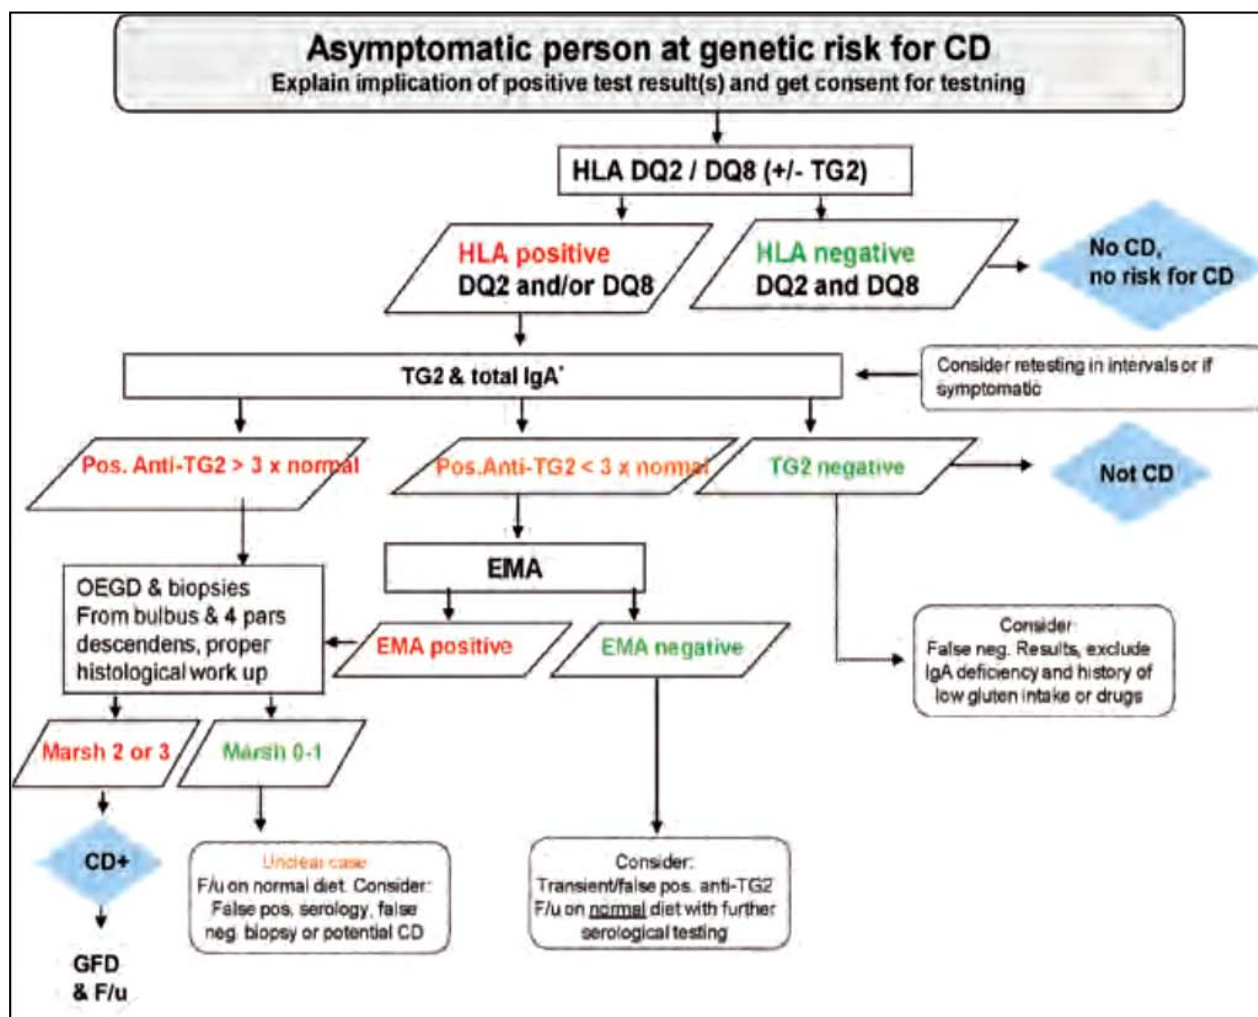 Asymptomatic person at genetic risk for CD
Explain implication of positive test result(s) and get consent for testning
HLA DQ2 / DQ8 (+/- TG2)
HLA positive
DQ2 and/or DQ8
HLA negative
DQ2 and DQ8
No CD,
no risk for CD
TG2 & total IgA*
Consider retesting in intervals or if
symptomatic
Pos. Anti-TG2 > 3 x normal
Pos.Anti-TG2 < 3 x normal
TG2 negative
Not CD
EMA
OEGD & biopsies
From bulbus & 4 pars
descendens, proper
histological work up
EMA positive
EMA negative
Consider:
False neg. Results, exclude
IgA deficiency and history of
low gluten intake or drugs
Marsh 2 or 3
Marsh 0-1
CD+
Unclear case
F/u on normal diet. Consider:
False pos. serology, false
neg. biopsy or potential CD
Consider:
Transient/false pos. anti-TG2
F/u on normal diet with further
serological testing
GFD
& F/u